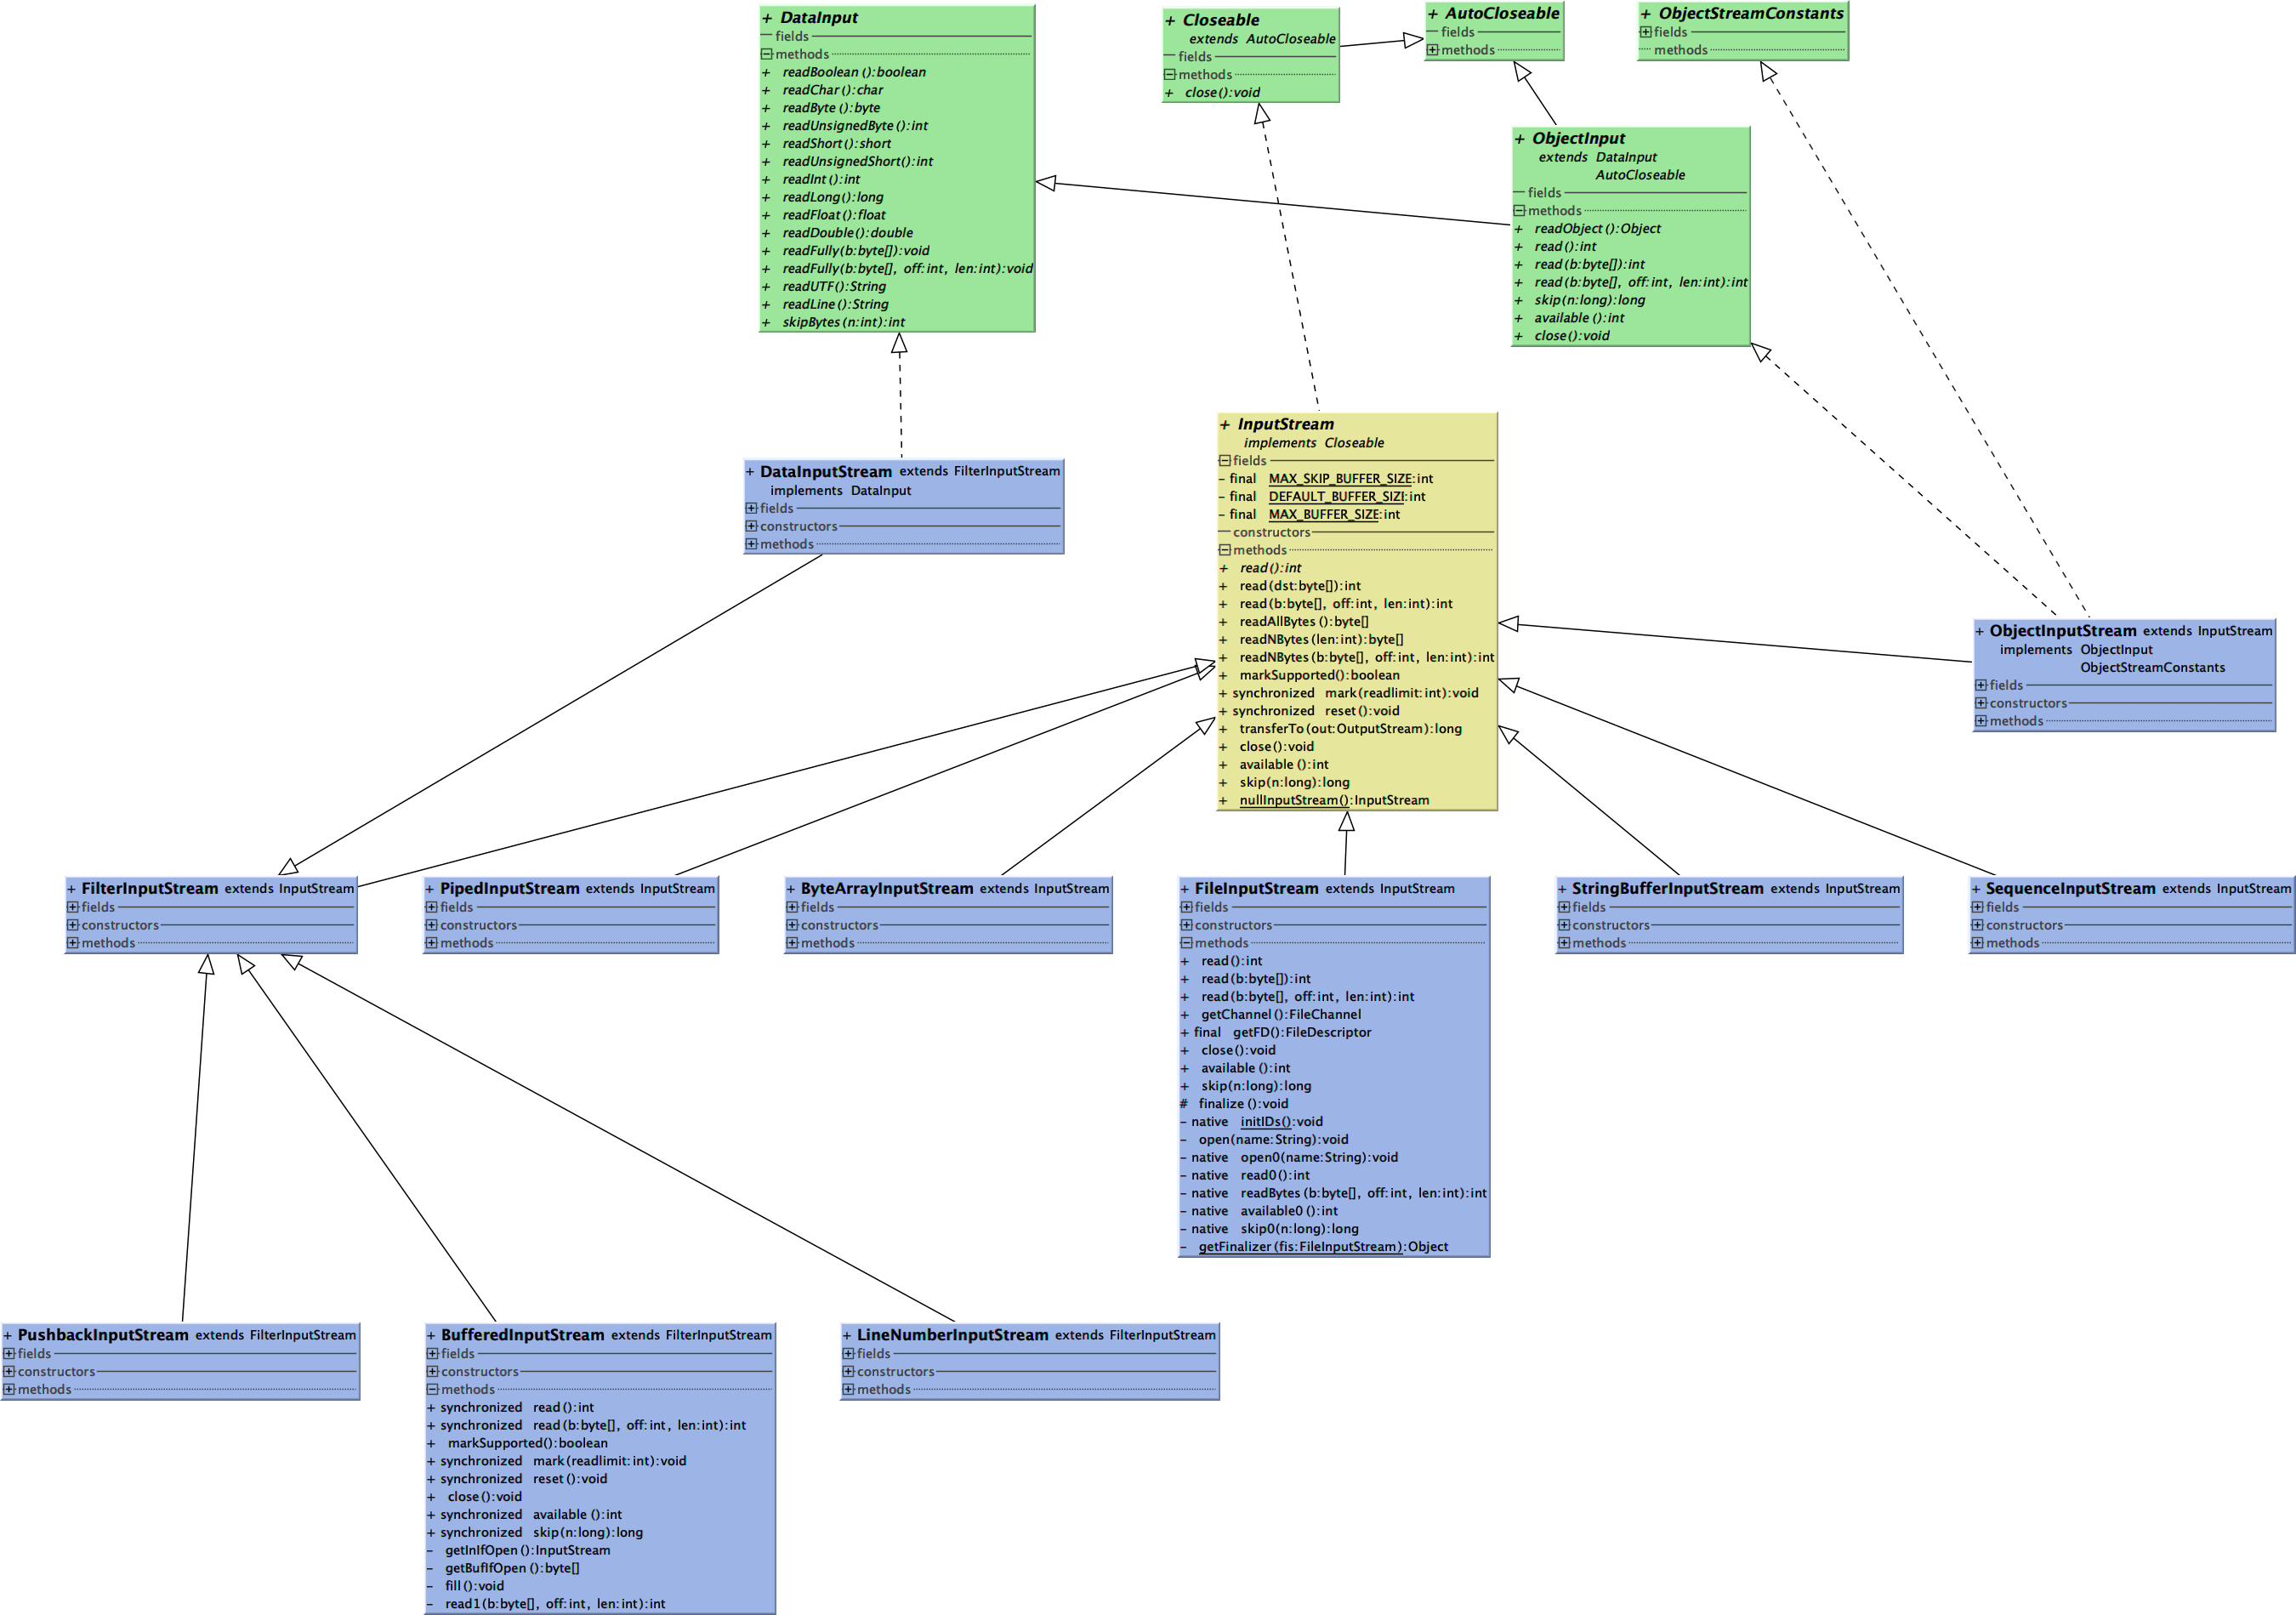 + DataInput
fields
methods
+ readBoolean():boolean
+ readChar():char
+ readByte():byte
+ readUnsignedByte():int
+ readShort():short
+ readUnsignedShort():int
+ readInt():int
+ readLong():long
+ readFloat():float
+ readDouble():double
+ readFully(b:byte[]):void
+ readFully(b:byte[], off:int, len:int):void
+ readUTF():String
+ readLine():String
+ skipBytes(n:int):int
+ Closeable
extends AutoCloseable
fields
methods
+ close():void
+ AutoCloseable
fields
methods
+ ObjectStreamConstants
fields
methods
+ ObjectInput
extends DataInput
AutoCloseable
fields
methods
+ readObject():Object
+ read():int
+ read(b:byte[]):int
+ read(b:byte[], off:int, len:int):int
+ skip(n:long):long
+ available():int
+ close():void
+ InputStream
implements Closeable
fields
- final MAX_SKIP_BUFFER_SIZE:int
- final DEFAULT_BUFFER_SIZI:int
- final MAX_BUFFER_SIZE:int
constructors
methods
+ read():int
+ read(dst:byte[]):int
+ read(b:byte[], off:int, len:int):int
+ readAllBytes():byte[]
+ readNBytes(len:int):byte[]
+ readNBytes(b:byte[], off:int, len:int):int
+ markSupported():boolean
+ synchronized mark(readlimit:int):void
+ synchronized reset():void
+ transferTo(out:OutputStream):long
+ close():void
+ available():int
+ skip(n:long):long
+ nullInputStream():InputStream
+ DataInputStream extends FilterInputStream
implements DataInput
fields
constructors
methods
+ ObjectInputStream extends InputStream
implements ObjectInput
ObjectStreamConstants
fields
constructors
methods
+ FilterInputStream extends InputStream
fields
constructors
methods
+ PipedInputStream extends InputStream
fields
constructors
methods
+ ByteArrayInputStream extends InputStream
fields
constructors
methods
+ FileInputStream extends InputStream
fields
constructors
methods
+ read():int
+ read(b:byte[]):int
+ read(b:byte[], off:int, len:int):int
+ getChannel():FileChannel
+ final getFD():FileDescriptor
+ close():void
+ available():int
+ skip(n:long):long
# finalize():void
- native initIDs():void
- open(name:String):void
- native open0(name:String):void
- native read0():int
- native readBytes(b:byte[], off:int, len:int):int
- native available0():int
- native skip0(n:long):long
- getFinalizer(fis:FileInputStream):Object
+ StringBufferInputStream extends InputStream
fields
constructors
methods
+ SequenceInputStream extends InputStream
fields
constructors
methods
+ PushbackInputStream extends FilterInputStream
fields
constructors
methods
+ BufferedInputStream extends FilterInputStream
fields
constructors
methods
+ synchronized read():int
+ synchronized read(b:byte[], off:int, len:int):int
+ markSupported():boolean
+ synchronized mark(readlimit:int):void
+ synchronized reset():void
+ close():void
+ synchronized available():int
+ synchronized skip(n:long):long
- getInIfOpen():InputStream
- getBufIfOpen():byte[]
- fill():void
- read1(b:byte[], off:int, len:int):int
+ LineNumberInputStream extends FilterInputStream
fields
constructors
methods